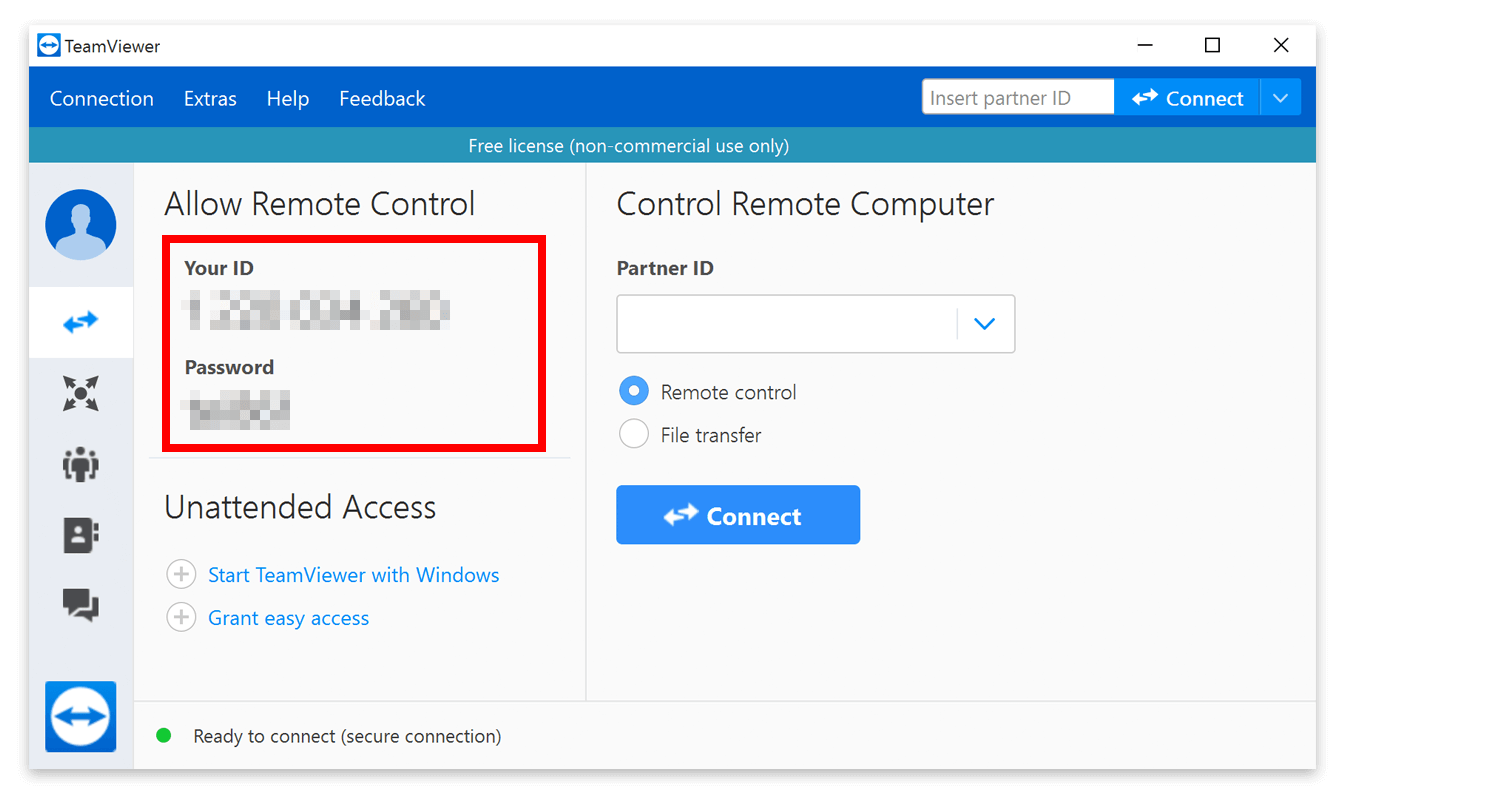 TeamViewer
Connection Extras Help Feedback
Insert partner ID Connect
Free license (non-commercial use only)
Allow Remote Control
Your ID
Password
Unattended Access
Start TeamViewer with Windows
Grant easy access
Control Remote Computer
Partner ID
Remote control
File transfer
Connect
Ready to connect (secure connection)